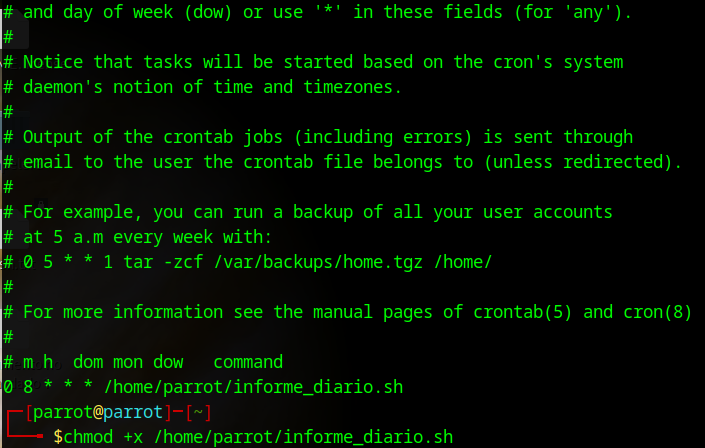 # and day of week (dow) or use '*' in these fields (for 'any').
#
# Notice that tasks will be started based on the cron's system
# daemon's notion of time and timezones.
#
# Output of the crontab jobs (including errors) is sent through
# email to the user the crontab file belongs to (unless redirected).
#
# For example, you can run a backup of all your user accounts
# at 5 a.m every week with:
# 0 5 * * 1 tar -zcf /var/backups/home.tgz /home/
#
# For more information see the manual pages of crontab(5) and cron(8)
#
# m h  dom mon dow   command
0 8 * * * /home/parrot/informe_diario.sh
┌─[parrot@parrot]─[~]
└──╼ $chmod +x /home/parrot/informe_diario.sh